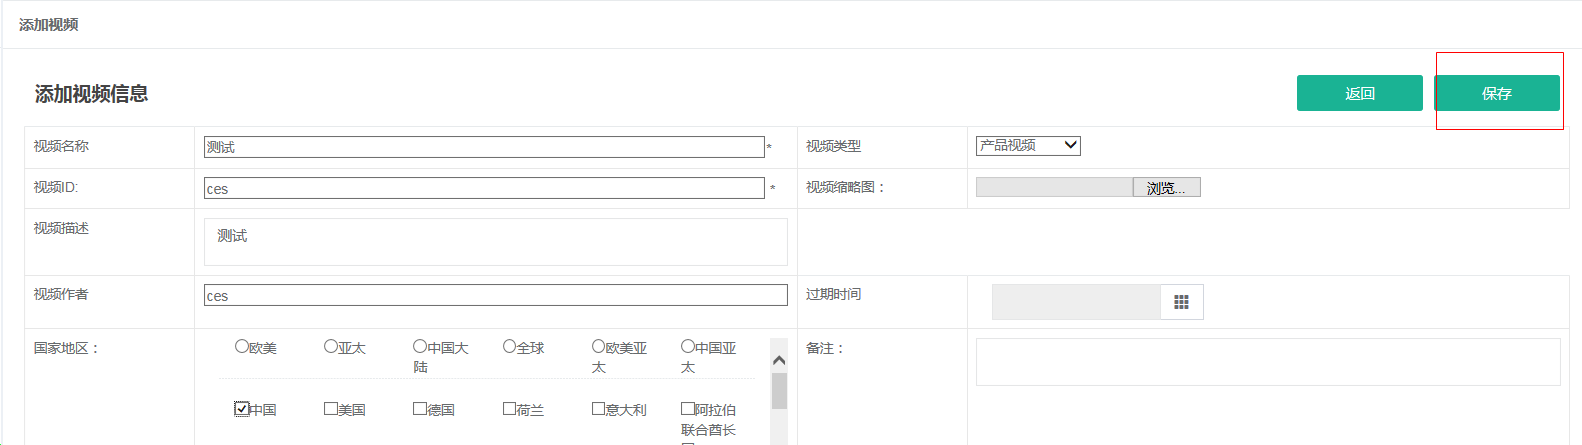 添加视频
添加视频信息
返回
保存
视频名称
测试
*
视频类型
产品视频
视频ID:
ces
*
视频缩略图：
浏览...
视频描述
测试
视频作者
ces
过期时间
国家地区：
欧美
亚太
中国大
陆
全球
欧美亚
太
中国亚
太
备注：
中国
美国
德国
荷兰
意大利
阿拉伯
联合酋长